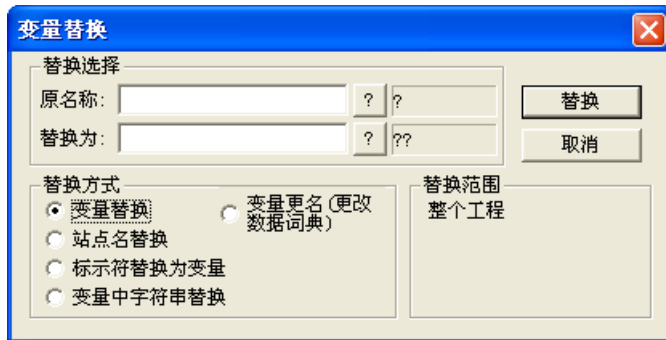 变量替换
替换选择
原名称: ? ?
替换为: ? ??
替换
取消
替换方式
变量替换
变量更名(更改
数据词典)
站点名替换
标示符替换为变量
变量中字符串替换
替换范围
整个工程